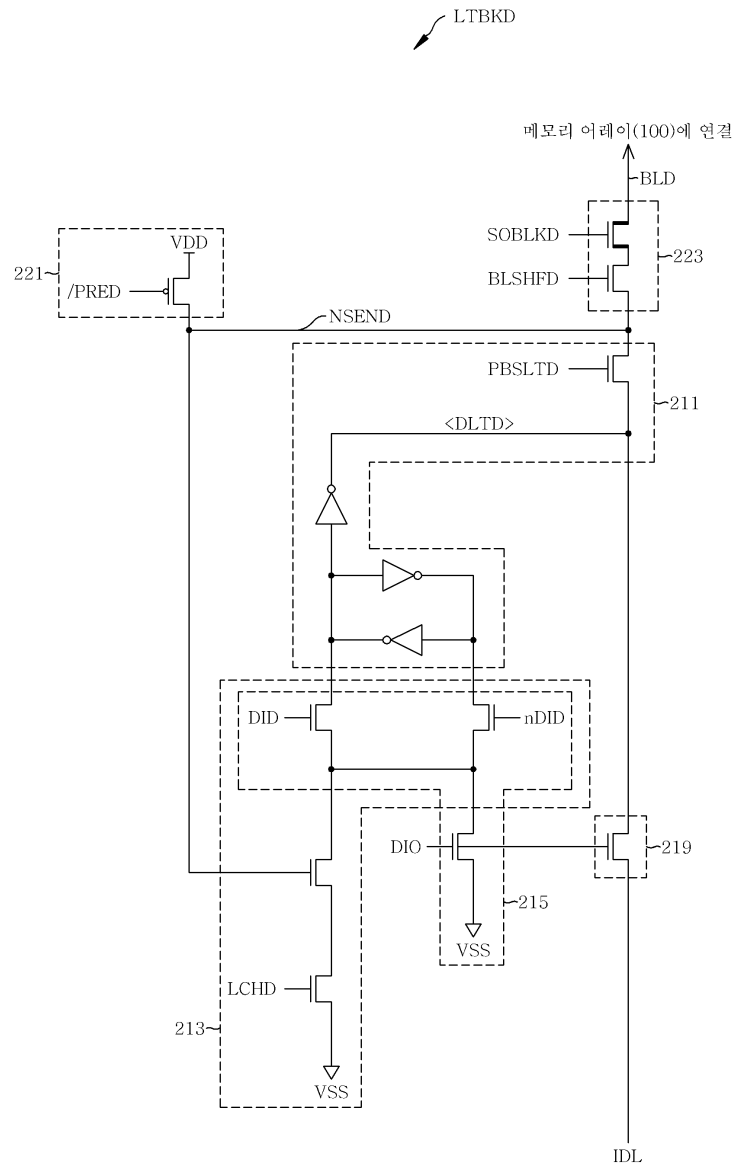 LTBKD
메모리 어레이(100)에 연결
BLD
SOBLKD
223
BLSHFD
VDD
221
/PRED
NSEND
PBSLTD
211
<DLTD>
DID
nDID
DIO
219
215
VSS
LCHD
213
VSS
IDL